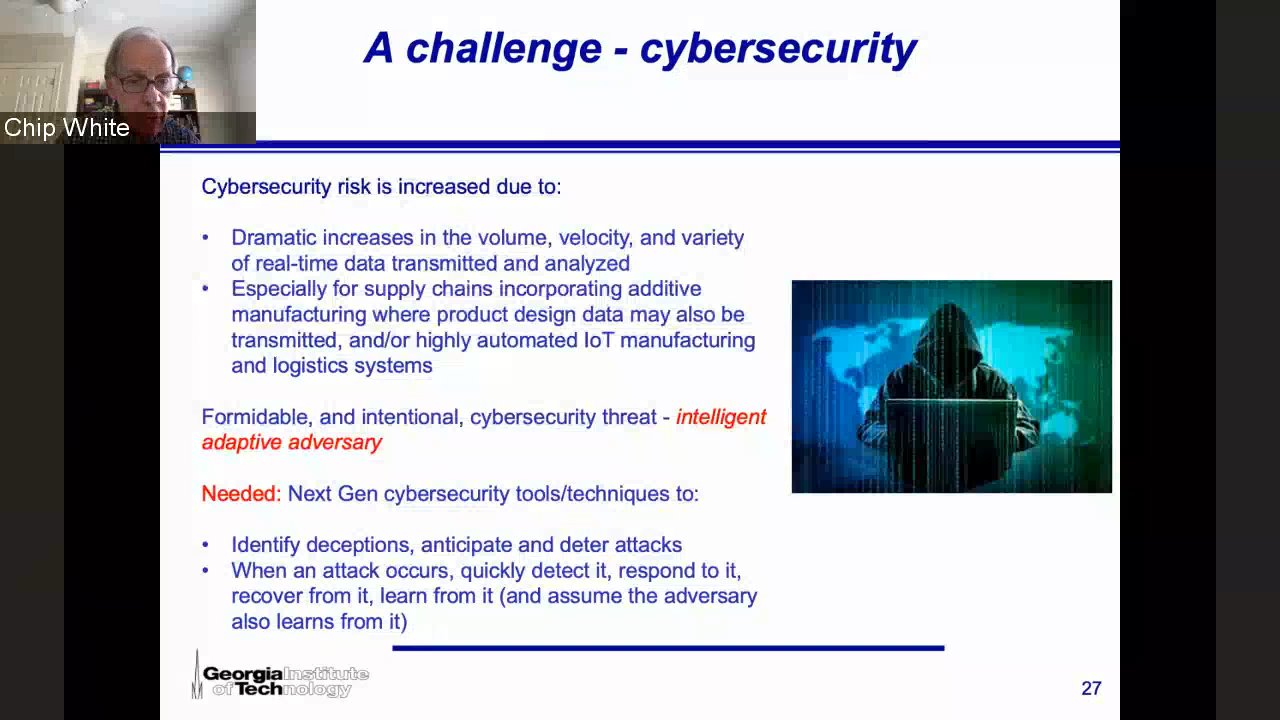 A challenge - cybersecurity
Chip White
Cybersecurity risk is increased due to:
• Dramatic increases in the volume, velocity, and variety
of real-time data transmitted and analyzed
• Especially for supply chains incorporating additive
manufacturing where product design data may also be
transmitted, and/or highly automated IoT manufacturing
and logistics systems
Formidable, and intentional, cybersecurity threat - intelligent
adaptive adversary
Needed: Next Gen cybersecurity tools/techniques to:
• Identify deceptions, anticipate and deter attacks
• When an attack occurs, quickly detect it, respond to it,
recover from it, learn from it (and assume the adversary
also learns from it)
Georgia Institute
of Technology
27